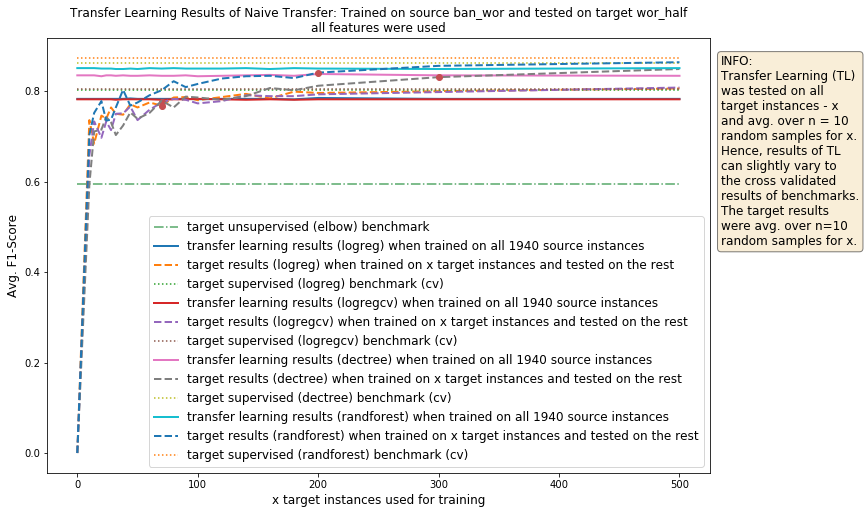 Transfer Learning Results of Naive Transfer: Trained on source ban_wor and tested on target wor_half
all features were used
Avg. F1-Score
0.8
0.6
0.4
0.2
0.0
0
100
200
300
400
500
x target instances used for training
target unsupervised (elbow) benchmark
transfer learning results (logreg) when trained on all 1940 source instances
target results (logreg) when trained on x target instances and tested on the rest
target supervised (logreg) benchmark (cv)
transfer learning results (logregcv) when trained on all 1940 source instances
target results (logregcv) when trained on x target instances and tested on the rest
target supervised (logregcv) benchmark (cv)
transfer learning results (dectree) when trained on all 1940 source instances
target results (dectree) when trained on x target instances and tested on the rest
target supervised (dectree) benchmark (cv)
transfer learning results (randforest) when trained on all 1940 source instances
target results (randforest) when trained on x target instances and tested on the rest
target supervised (randforest) benchmark (cv)
INFO:
Transfer Learning (TL)
was tested on all
target instances - x
and avg. over n = 10
random samples for x.
Hence, results of TL
can slightly vary to
the cross validated
results of benchmarks.
The target results
were avg. over n=10
random samples for x.